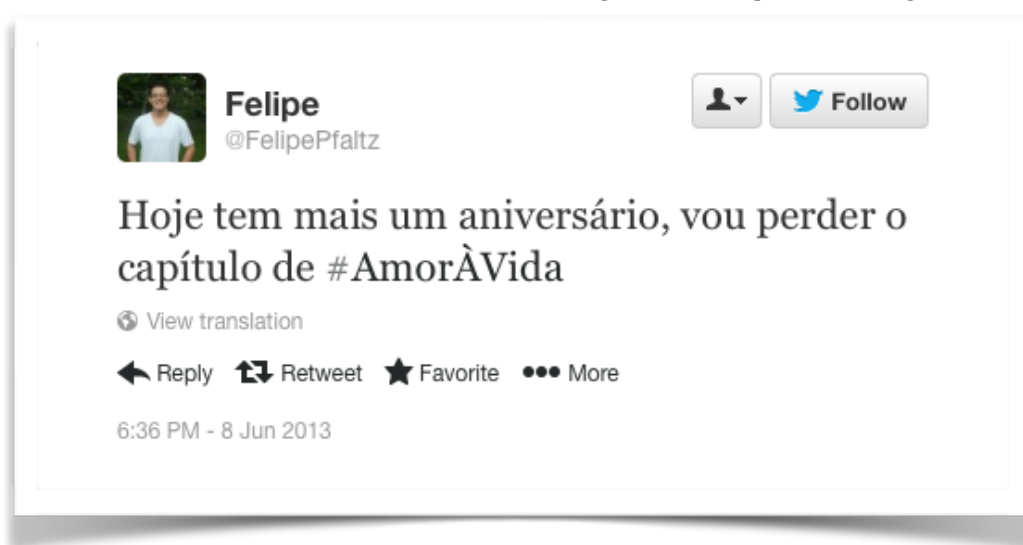 Felipe
@FelipePfaltz
Follow
Hoje tem mais um aniversário, vou perder o
capítulo de #AmorÀVida
View translation
Reply Retweet Favorite More
6:36 PM - 8 Jun 2013